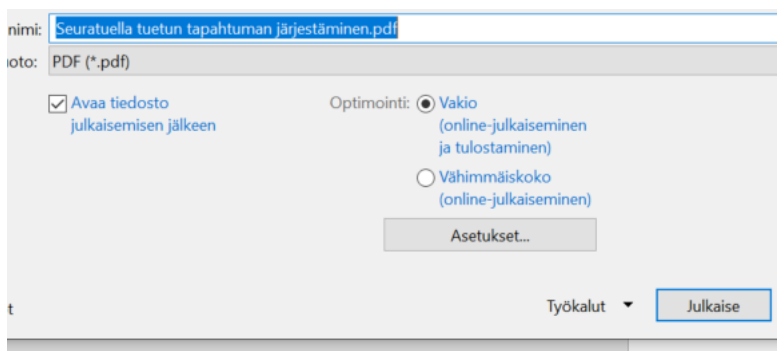 nimi: Seuratuella tuetun tapahtuman järjestäminen.pdf
oto: PDF (*.pdf)
Avaa tiedosto
julkaisemisen jälkeen
Optimointi: Vakio
(online-julkaiseminen
ja tulostaminen)
Vähimmäiskoko
(online-julkaiseminen)
Asetukset...
t
Työkalut
Julkaise